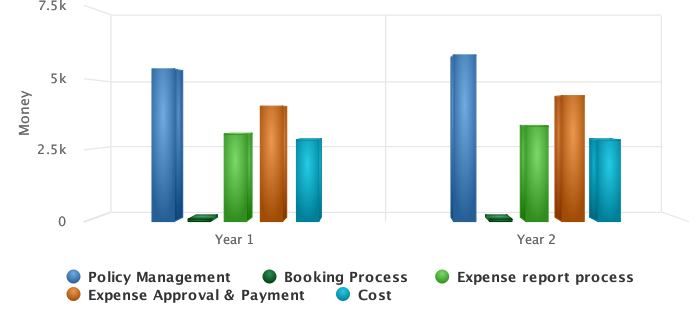 7.5k
5k
2.5k
0
Money
Year 1 Year 2
Policy Management Booking Process Expense report process
Expense Approval & Payment Cost